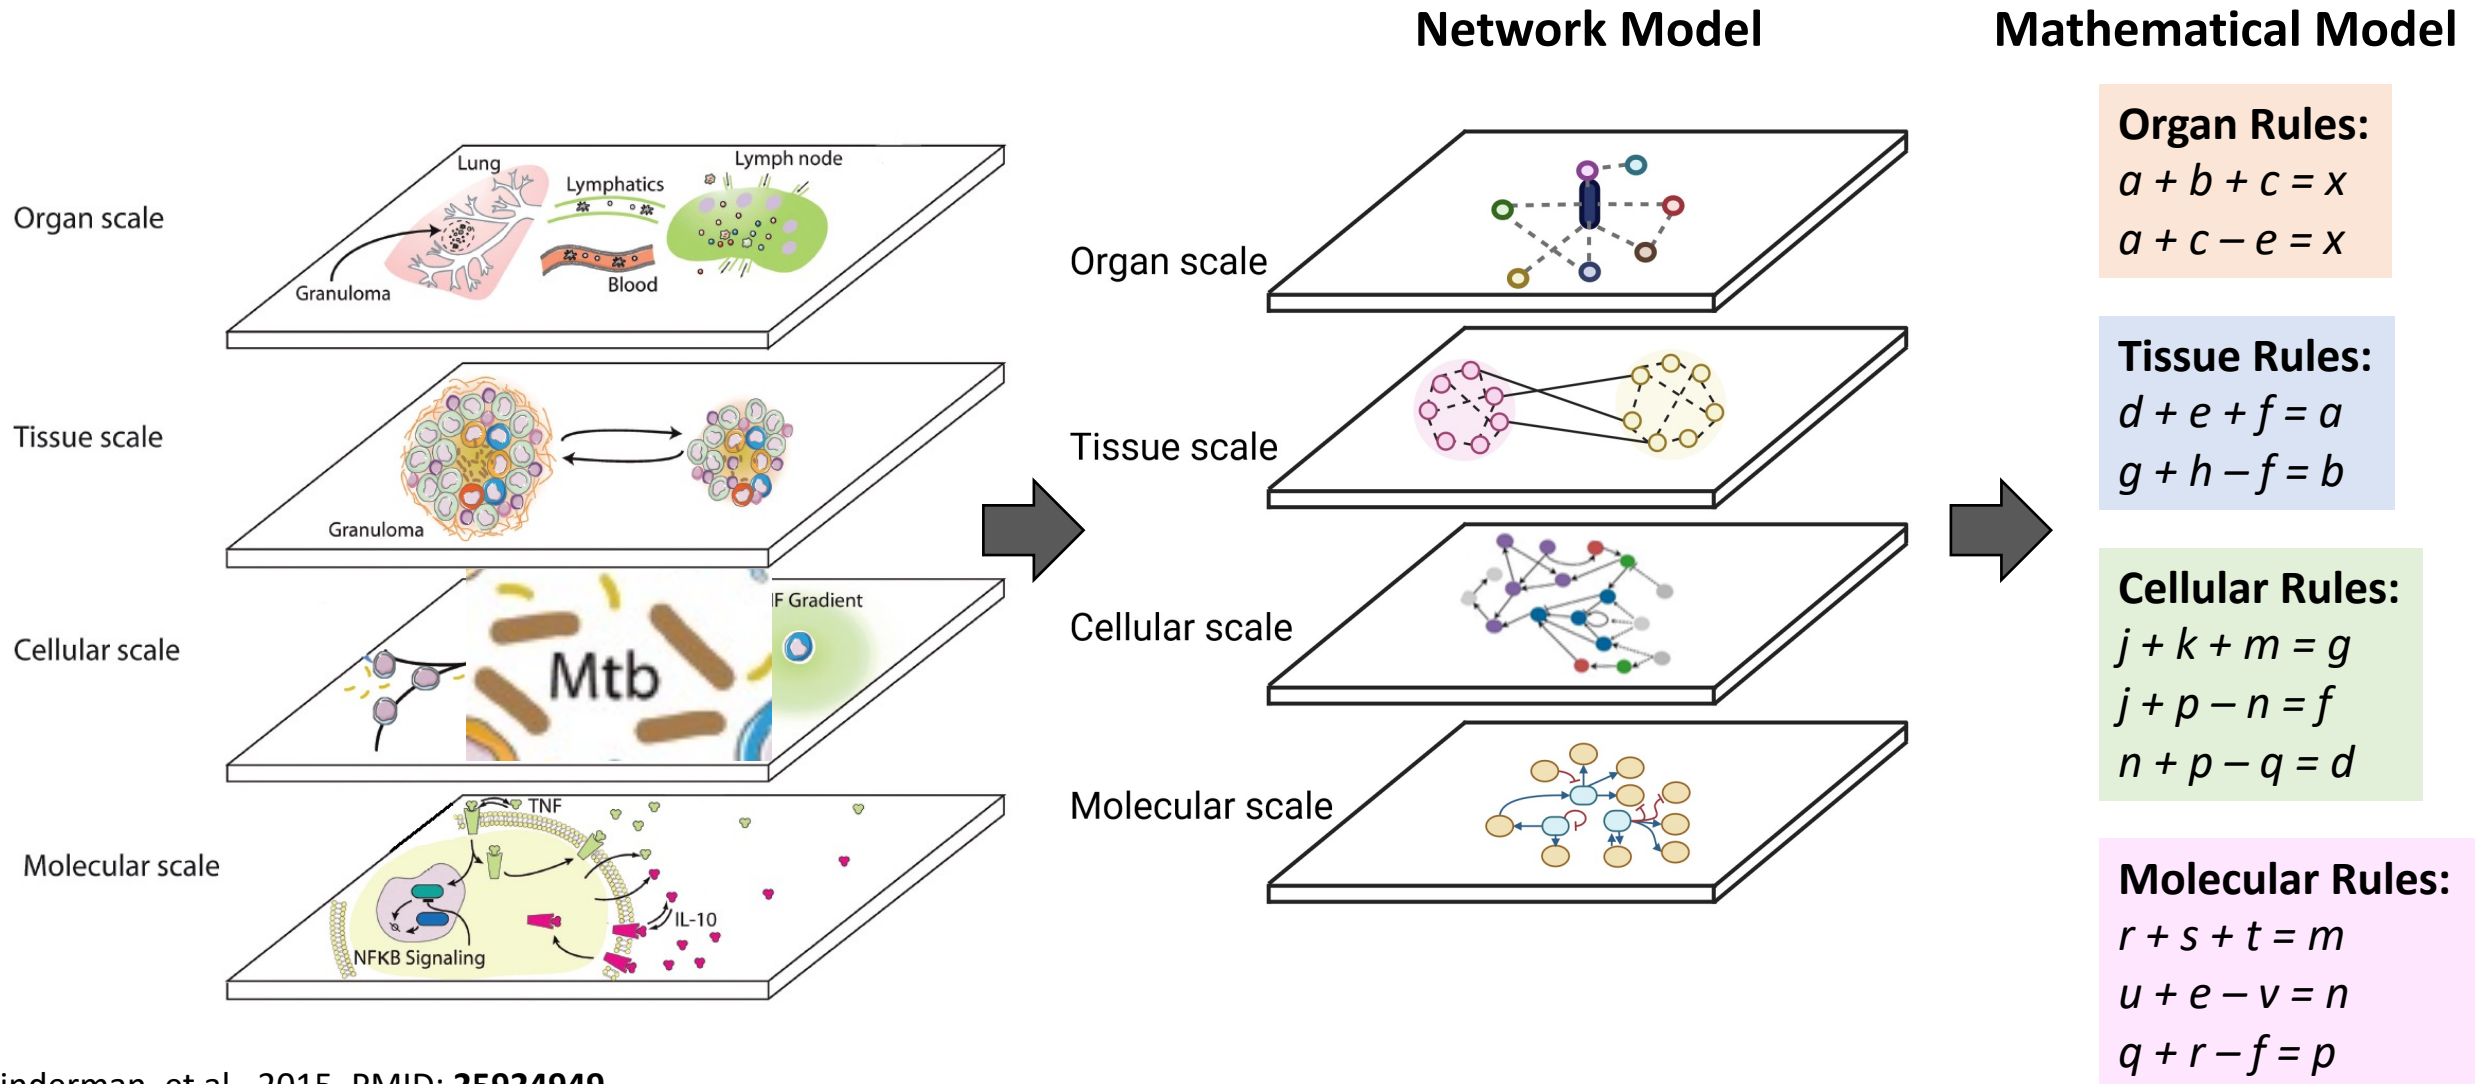 Network Model
Mathematical Model
Organ scale
Lung
Lymphatics
Lymph node
Granuloma
Blood
Tissue scale
Granuloma
Cellular scale
Mtb
Gradient
Molecular scale
TNF
IL-10
NFKB Signaling
Organ scale
Tissue scale
Cellular scale
Molecular scale
Organ Rules:
a + b + c = x
a + c – e = x
Tissue Rules:
d + e + f = a
g + h – f = b
Cellular Rules:
j + k + m = g
j + p – n = f
n + p – q = d
Molecular Rules:
r + s + t = m
u + e – v = n
q + r – f = p
et al., 2015, PMID: 25924949